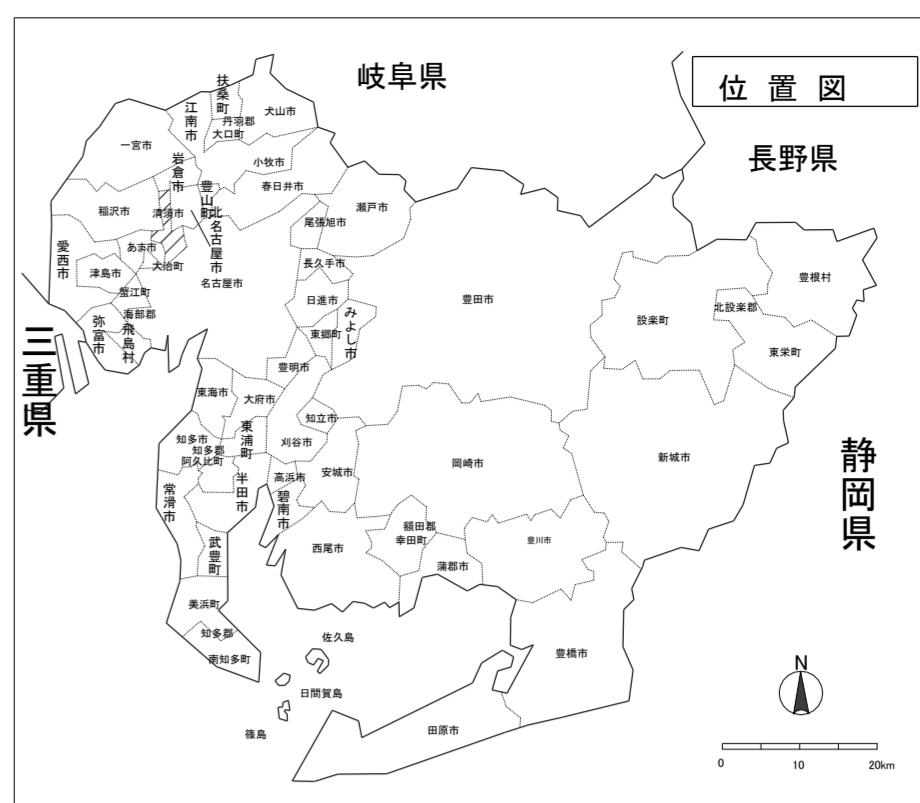 岐阜県
位置図
長野県
三重県
静岡県
扶桑町
江南市
犬山市
丹羽郡
大口町
一宮市
岩倉市
小牧市
豊山町
春日井市
稲沢市
清須市
北名古屋市
瀬戸市
尾張旭市
愛西市
あま市
大治町
津島市
名古屋市
長久手市
蟹江町
海部郡
日進市
みよし市
豊田市
弥富市
飛島村
東郷町
豊明市
設楽町
北設楽郡
豊根村
東栄町
東海市
大府市
知立市
知多市
東浦町
刈谷市
知多郡
阿久比町
岡崎市
新城市
高浜市
安城市
半田市
碧南市
常滑市
額田郡
幸田町
西尾市
豊川市
武豊町
蒲郡市
美浜町
知多郡
南知多町
佐久島
豊橋市
日間賀島
篠島
田原市
N
0 10 20km